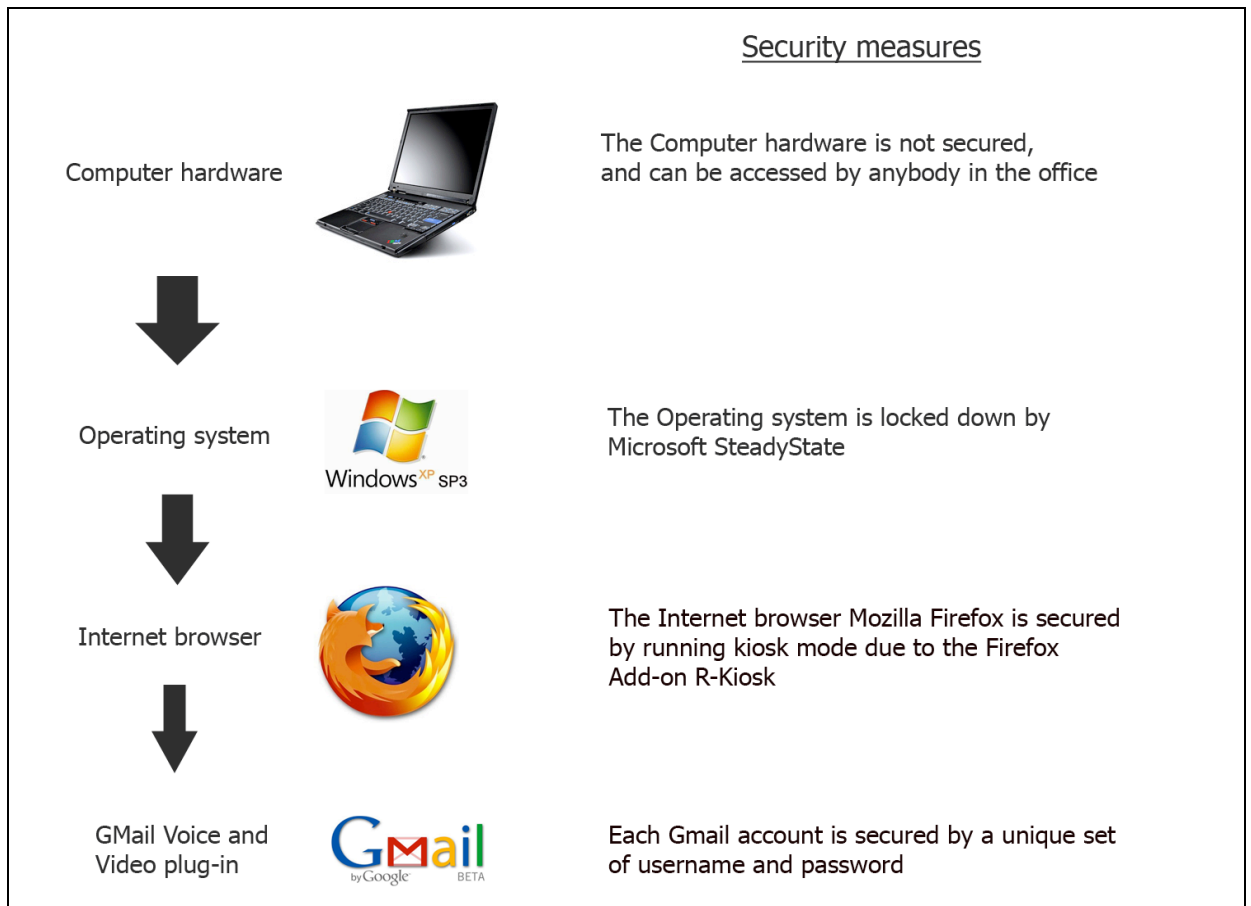 Security measures
Computer hardware
The Computer hardware is not secured,
and can be accessed by anybody in the office
Operating system
Windows XP SP3
The Operating system is locked down by
Microsoft SteadyState
Internet browser
The Internet browser Mozilla Firefox is secured
by running kiosk mode due to the Firefox
Add-on R-Kiosk
GMail Voice and
Video plug-in
Gmail
by Google
BETA
Each Gmail account is secured by a unique set
of username and password